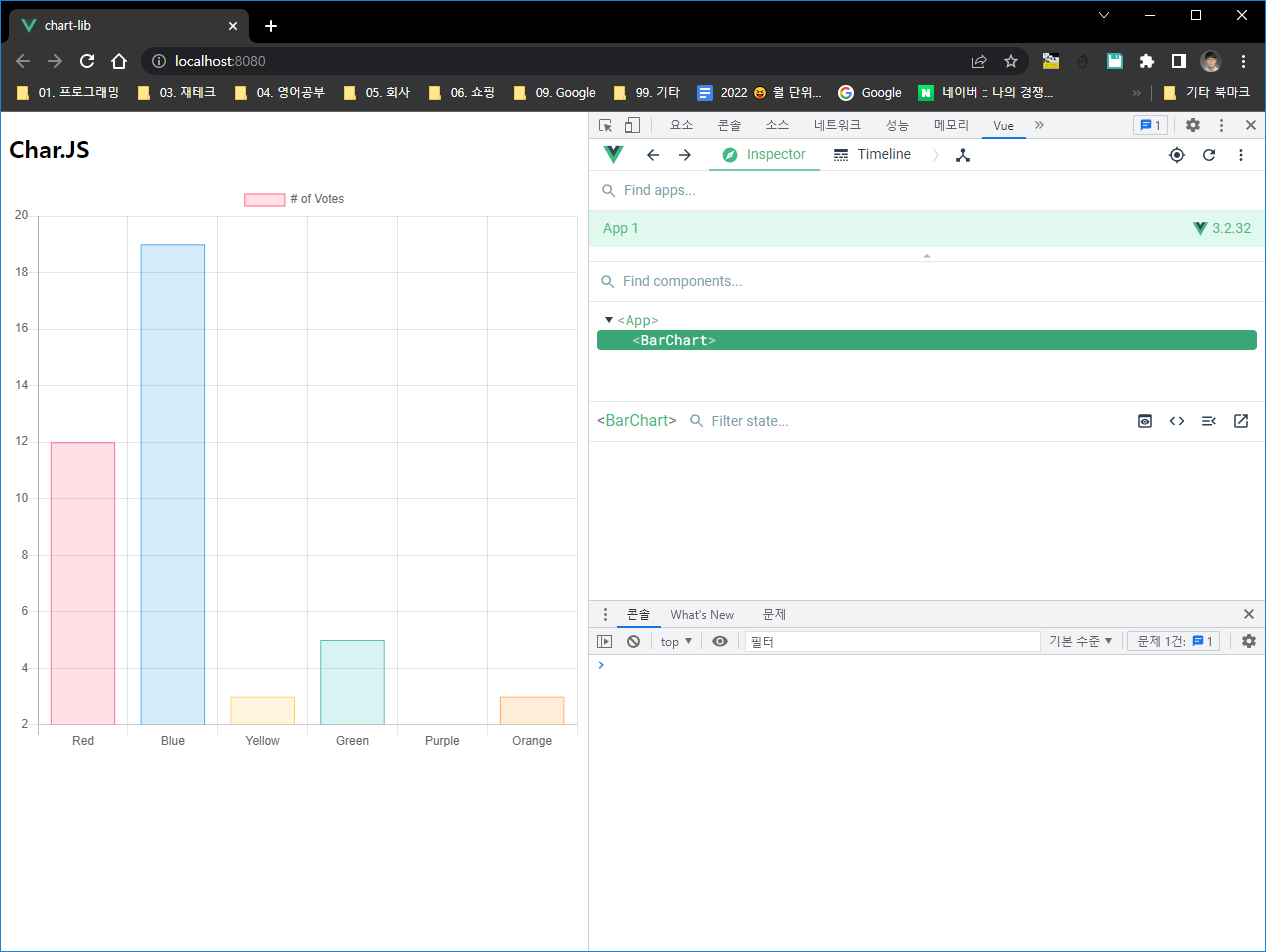 chart-lib
localhost:8080
01. 프로그래밍 03. 재테크 04. 영어공부 05. 회사 06. 쇼핑 09. Google 99. 기타 2022 😝 월 단위... Google 네이버 :: 나의 경쟁... » 기타 북마크
Char.JS
# of Votes
20
18
16
14
12
10
8
6
4
2
Red Blue Yellow Green Purple Orange
요소 콘솔 소스 네트워크 성능 메모리 Vue » 1
Inspector Timeline
Find apps...
App 1 3.2.32
Find components...
<App>
<BarChart>
<BarChart> Filter state...
콘솔 What's New 문제
top 필터 기본 수준 문제 1건: 1